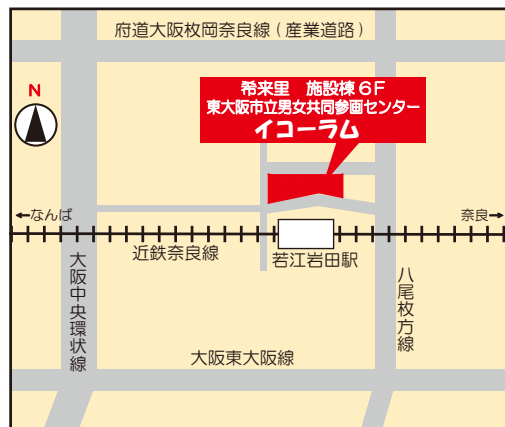 府道大阪枚岡奈良線(産業道路)
N
希来里 施設棟6F
東大阪市立男女共同参画センター
イコーラム
←なんば
奈良→
近鉄奈良線
若江岩田駅
大阪中央環状線
八尾枚方線
大阪東大阪線